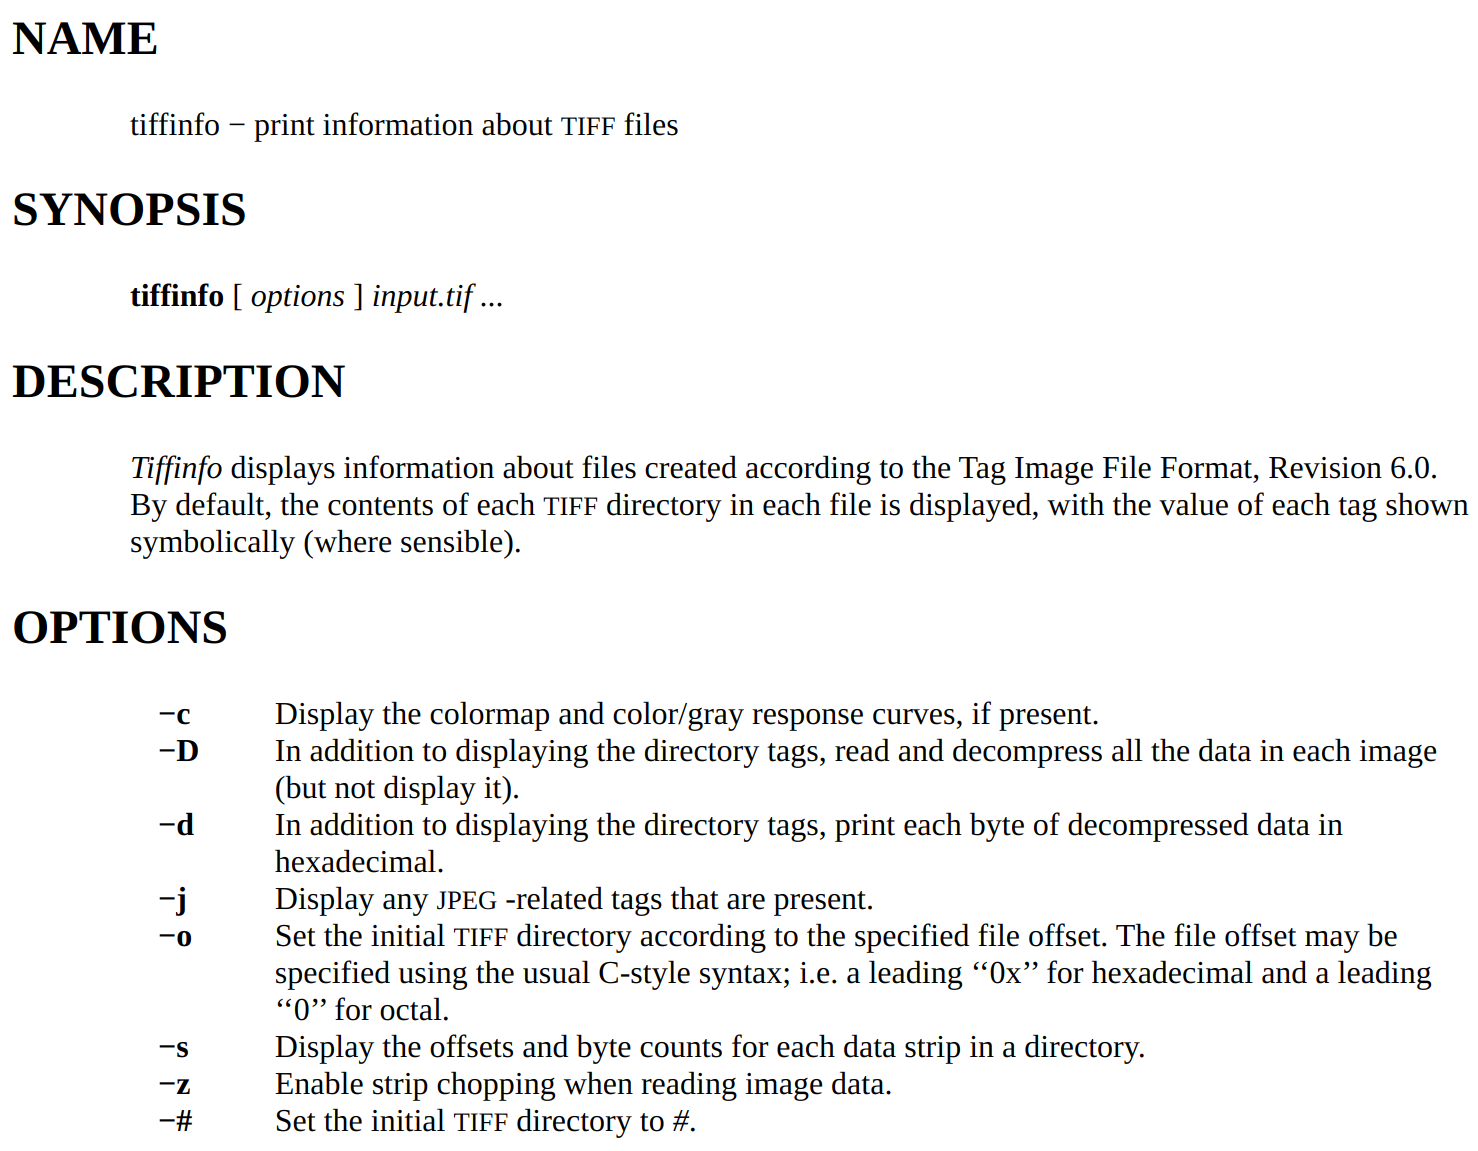 NAME
tiffinfo − print information about TIFF files
SYNOPSIS
tiffinfo [ options ] input.tif ...
DESCRIPTION
Tiffinfo displays information about files created according to the Tag Image File Format, Revision 6.0.
By default, the contents of each TIFF directory in each file is displayed, with the value of each tag shown
symbolically (where sensible).
OPTIONS
−c Display the colormap and color/gray response curves, if present.
−D In addition to displaying the directory tags, read and decompress all the data in each image
(but not display it).
−d In addition to displaying the directory tags, print each byte of decompressed data in
hexadecimal.
−j Display any JPEG -related tags that are present.
−o Set the initial TIFF directory according to the specified file offset. The file offset may be
specified using the usual C-style syntax; i.e. a leading ‘‘0x’’ for hexadecimal and a leading
‘‘0’’ for octal.
−s Display the offsets and byte counts for each data strip in a directory.
−z Enable strip chopping when reading image data.
−# Set the initial TIFF directory to #.